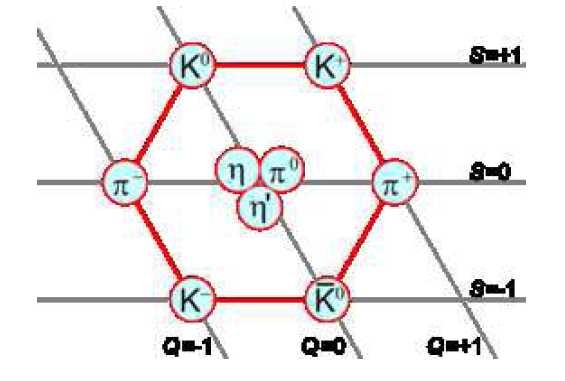 K⁰ K⁺ S=+1
η π⁰
π⁻ π⁺ S=0
η'
K⁻ K̅⁰ S=-1
Q=-1 Q=0 Q=+1